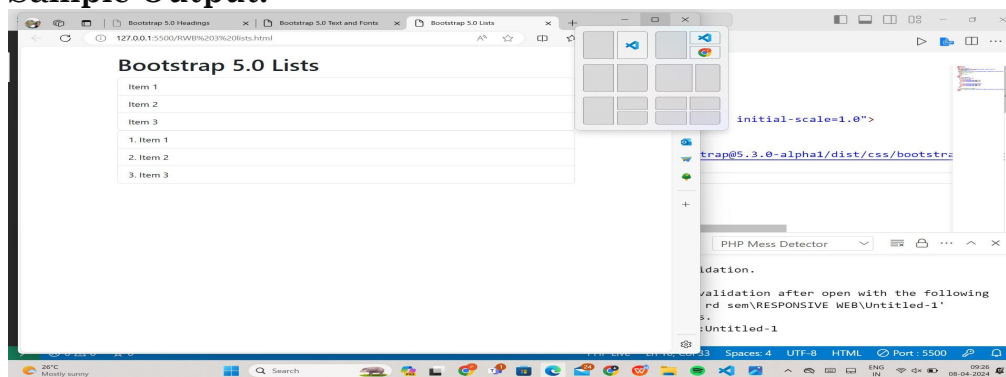 Sample Output:
Bootstrap 5.0 Headings
Bootstrap 5.0 Text and Fonts
Bootstrap 5.0 Lists
127.0.0.1:5500/RWB%203%20lists.html
Bootstrap 5.0 Lists
Item 1
Item 2
Item 3
1. Item 1
2. Item 2
3. Item 3
initial-scale=1.0">
trap@5.3.0-alpha1/dist/css/bootstra
PHP Mess Detector
idation.
validation after open with the following
rd sem\RESPONSIVE WEB\Untitled-1'
s.
:Untitled-1
Spaces: 4 UTF-8 HTML Port : 5500
26°C
Mostly sunny
Search
ENG
IN
09:26
08-04-2024